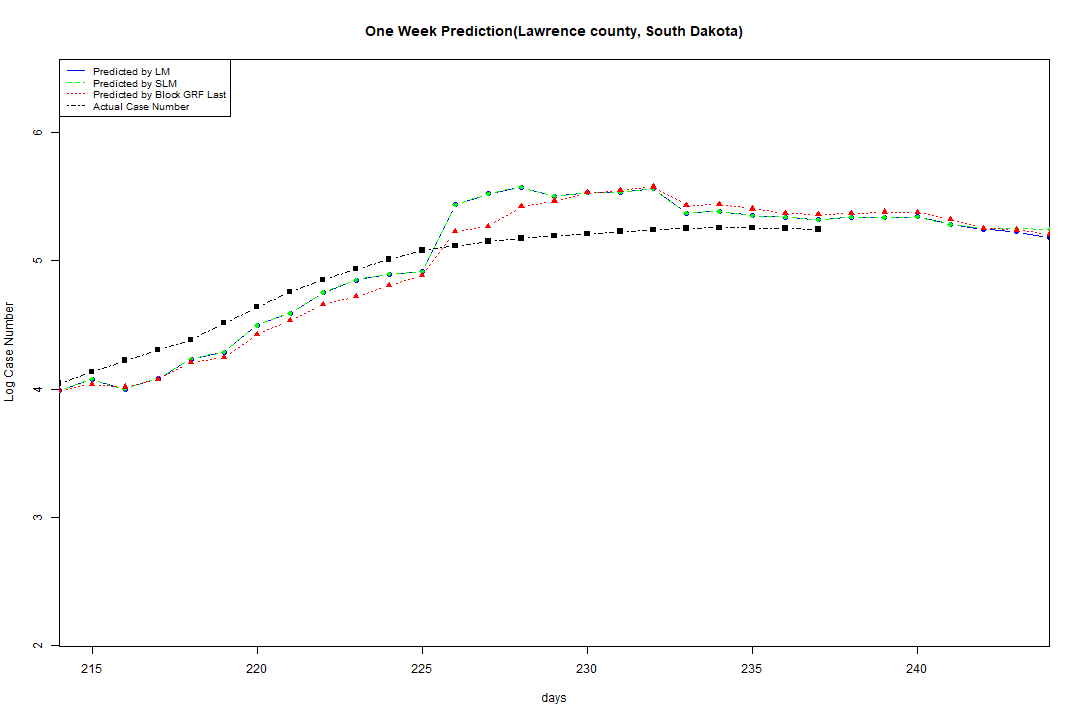 One Week Prediction(Lawrence county, South Dakota)
Predicted by LM
Predicted by SLM
Predicted by Block GRF Last
Actual Case Number
6
5
4
3
2
Log Case Number
215 220 225 230 235 240
days